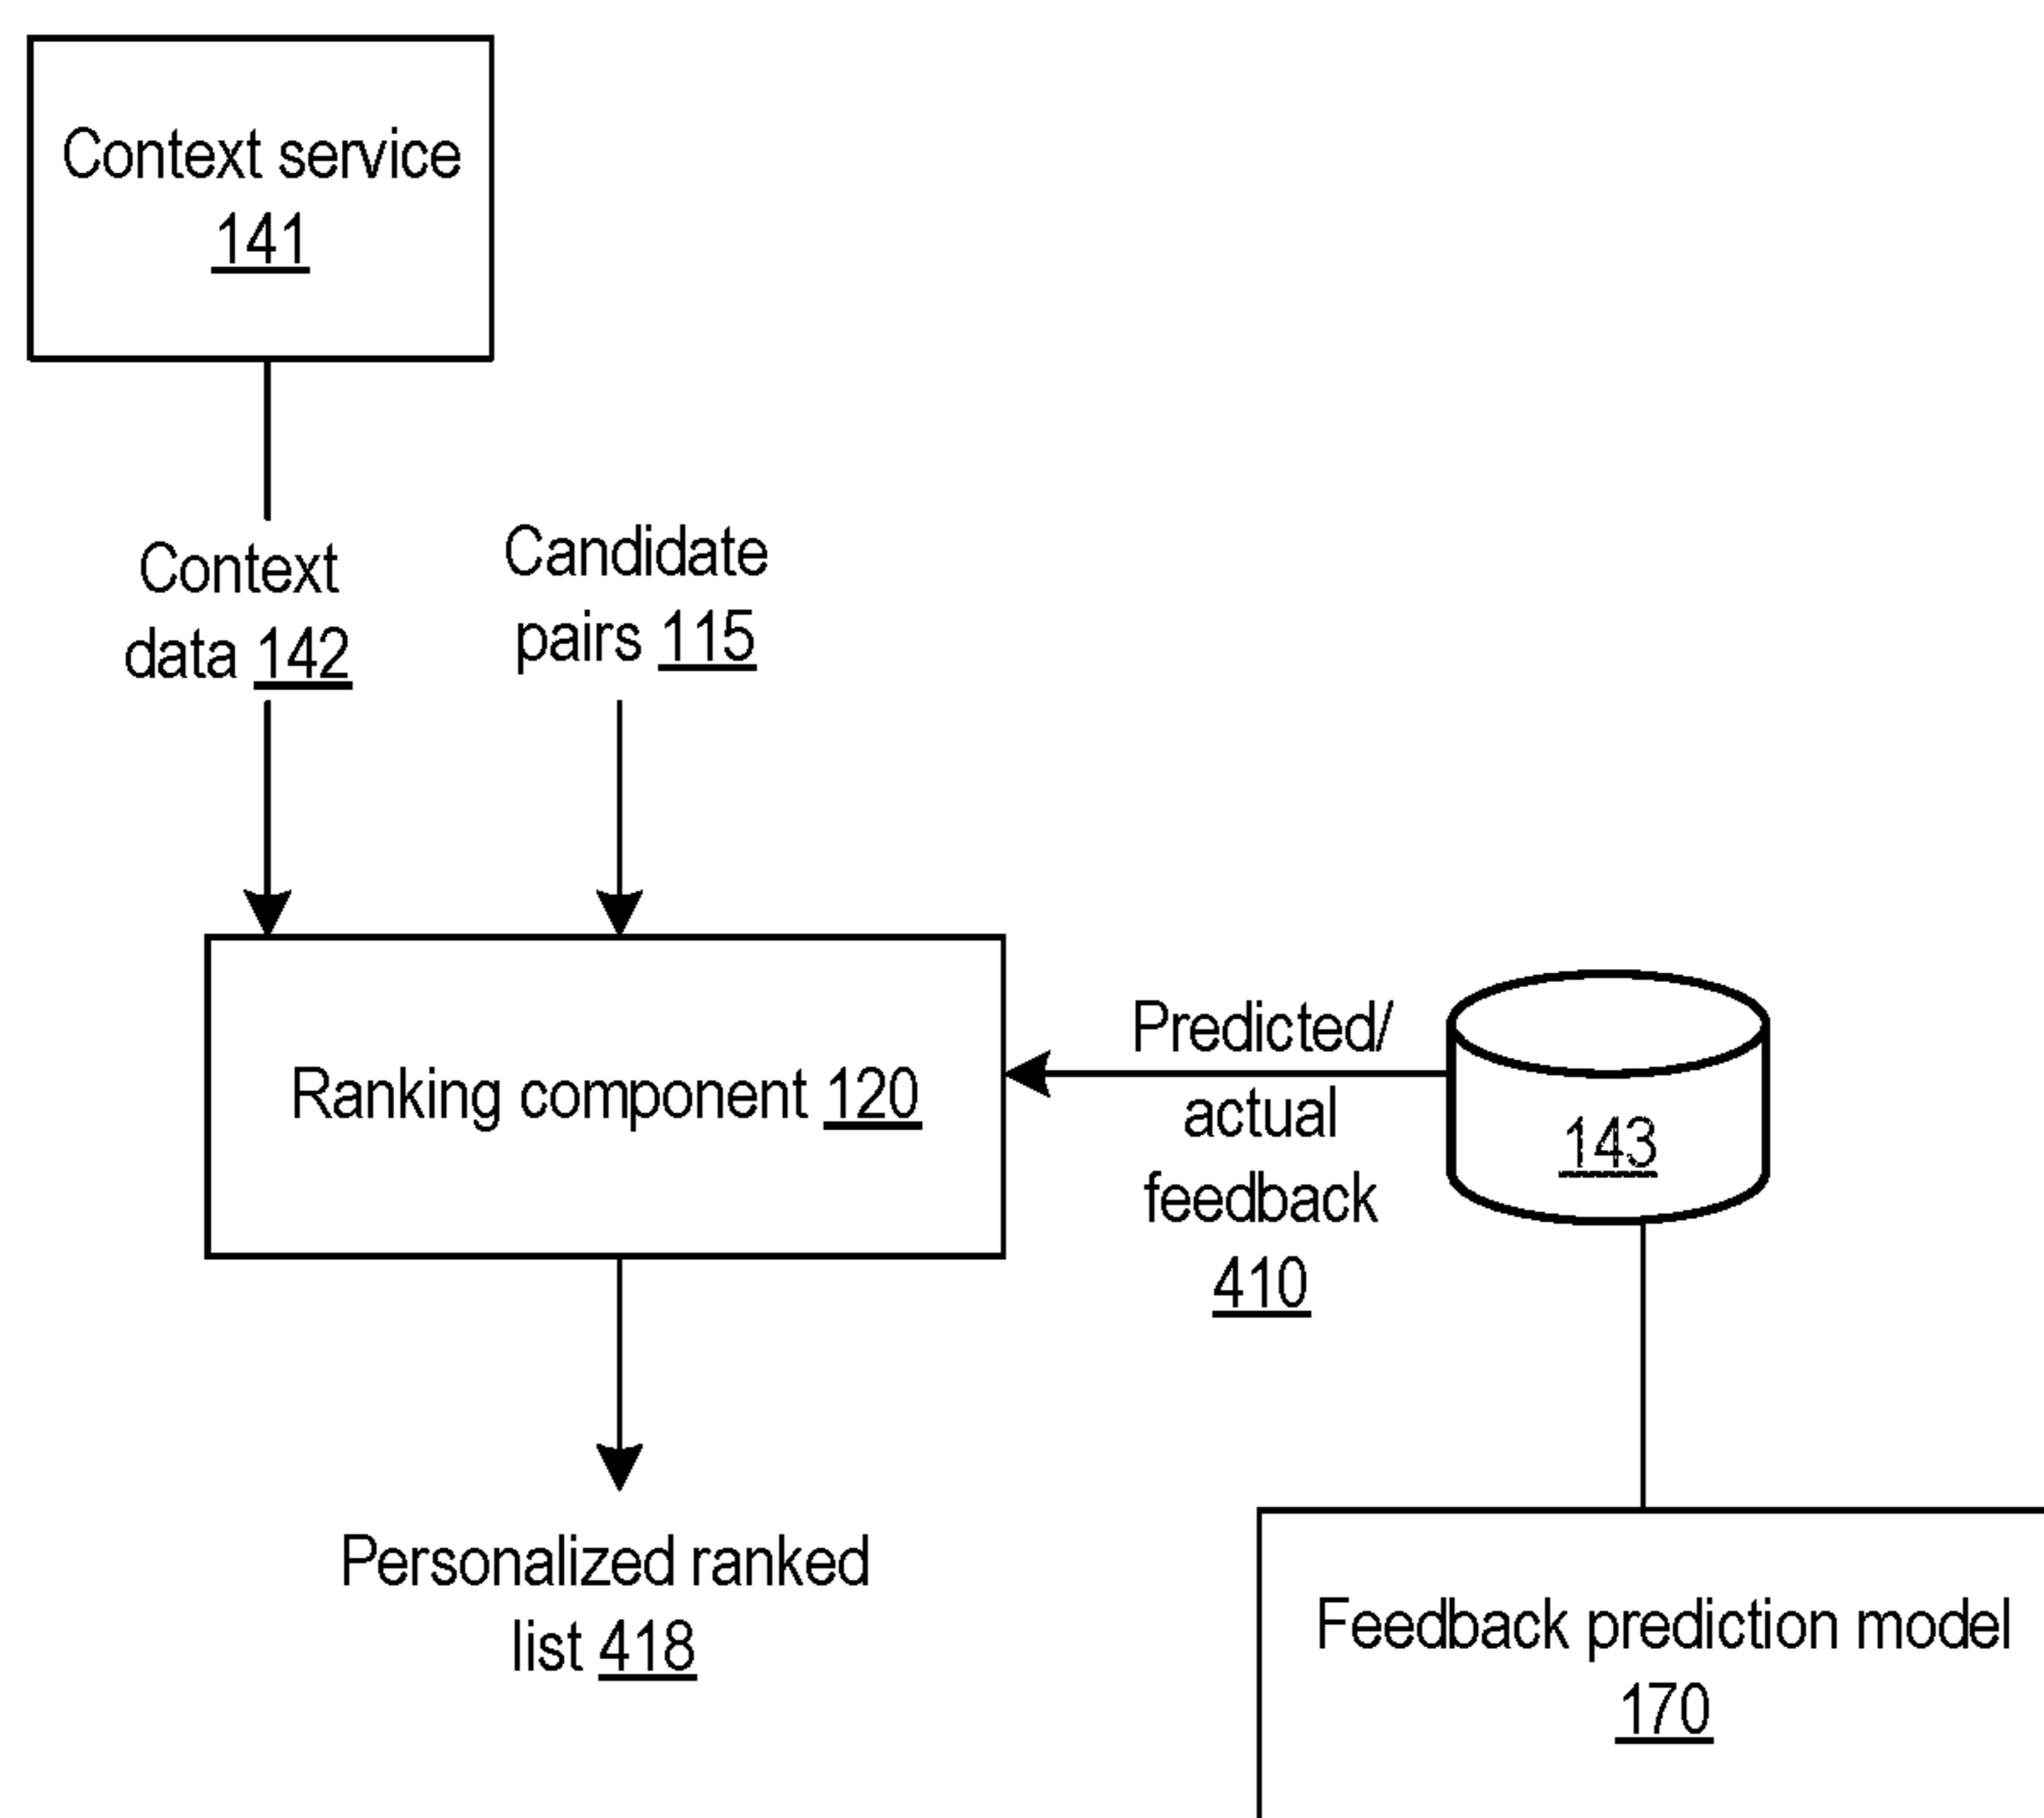 Context service
141
Context
data 142
Candidate
pairs 115
Ranking component 120
Predicted/
actual
feedback
410
143
Personalized ranked
list 418
Feedback prediction model
170